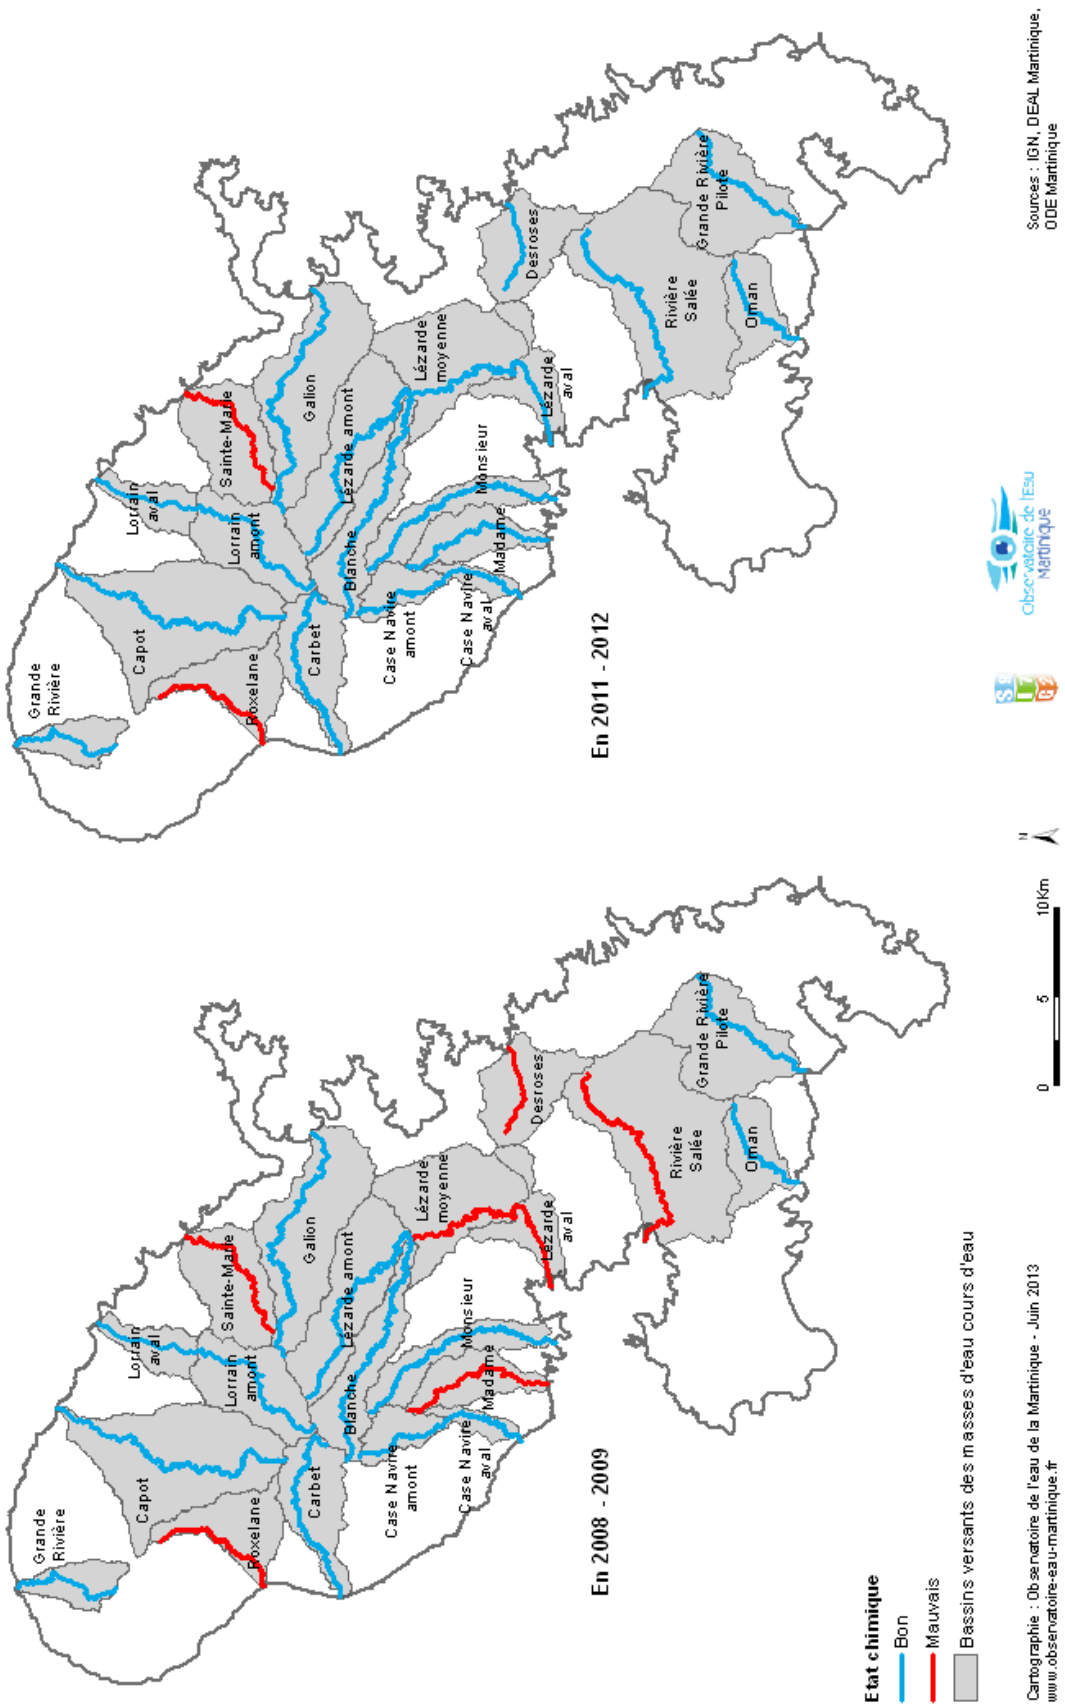 Grande
Rivière
Capot
Lorrain
aval
Lorrain
amont
Sainte-Marie
Roxelane
Carbet
Galion
Blanche
Lézarde amont
Lézarde
moyenne
Case Navire
amont
Case Navire
aval
Madame
Monsieur
Lézarde
aval
Desroses
Rivière
Salée
Grande Rivière
Pilote
Oman
En 2008 - 2009
Grande
Rivière
Capot
Lorrain
aval
Lorrain
amont
Sainte-Marie
Roxelane
Carbet
Galion
Blanche
Lézarde amont
Lézarde
moyenne
Case Navire
amont
Case Navire
aval
Madame
Monsieur
Lézarde
aval
Desroses
Rivière
Salée
Grande Rivière
Pilote
Oman
En 2011 - 2012
Etat chimique
Bon
Mauvais
Bassins versants des masses d'eau cours d'eau
0 5 10Km
N
Observatoire de l'Eau
Martinique
Cartographie : Observatoire de l'eau de la Martinique - Juin 2013
www.observatoire-eau-martinique.fr
Sources : IGN, DEAL Martinique,
ODE Martinique